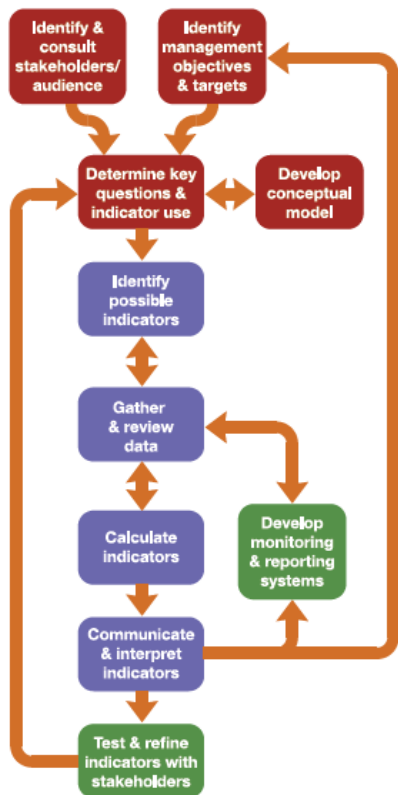 Identify &
consult
stakeholders/
audience
Identify
management
objectives
& targets
Determine key
questions &
indicator use
Develop
conceptual
model
Identify
possible
indicators
Gather
& review
data
Calculate
indicators
Develop
monitoring
& reporting
systems
Communicate
& interpret
indicators
Test & refine
indicators with
stakeholders